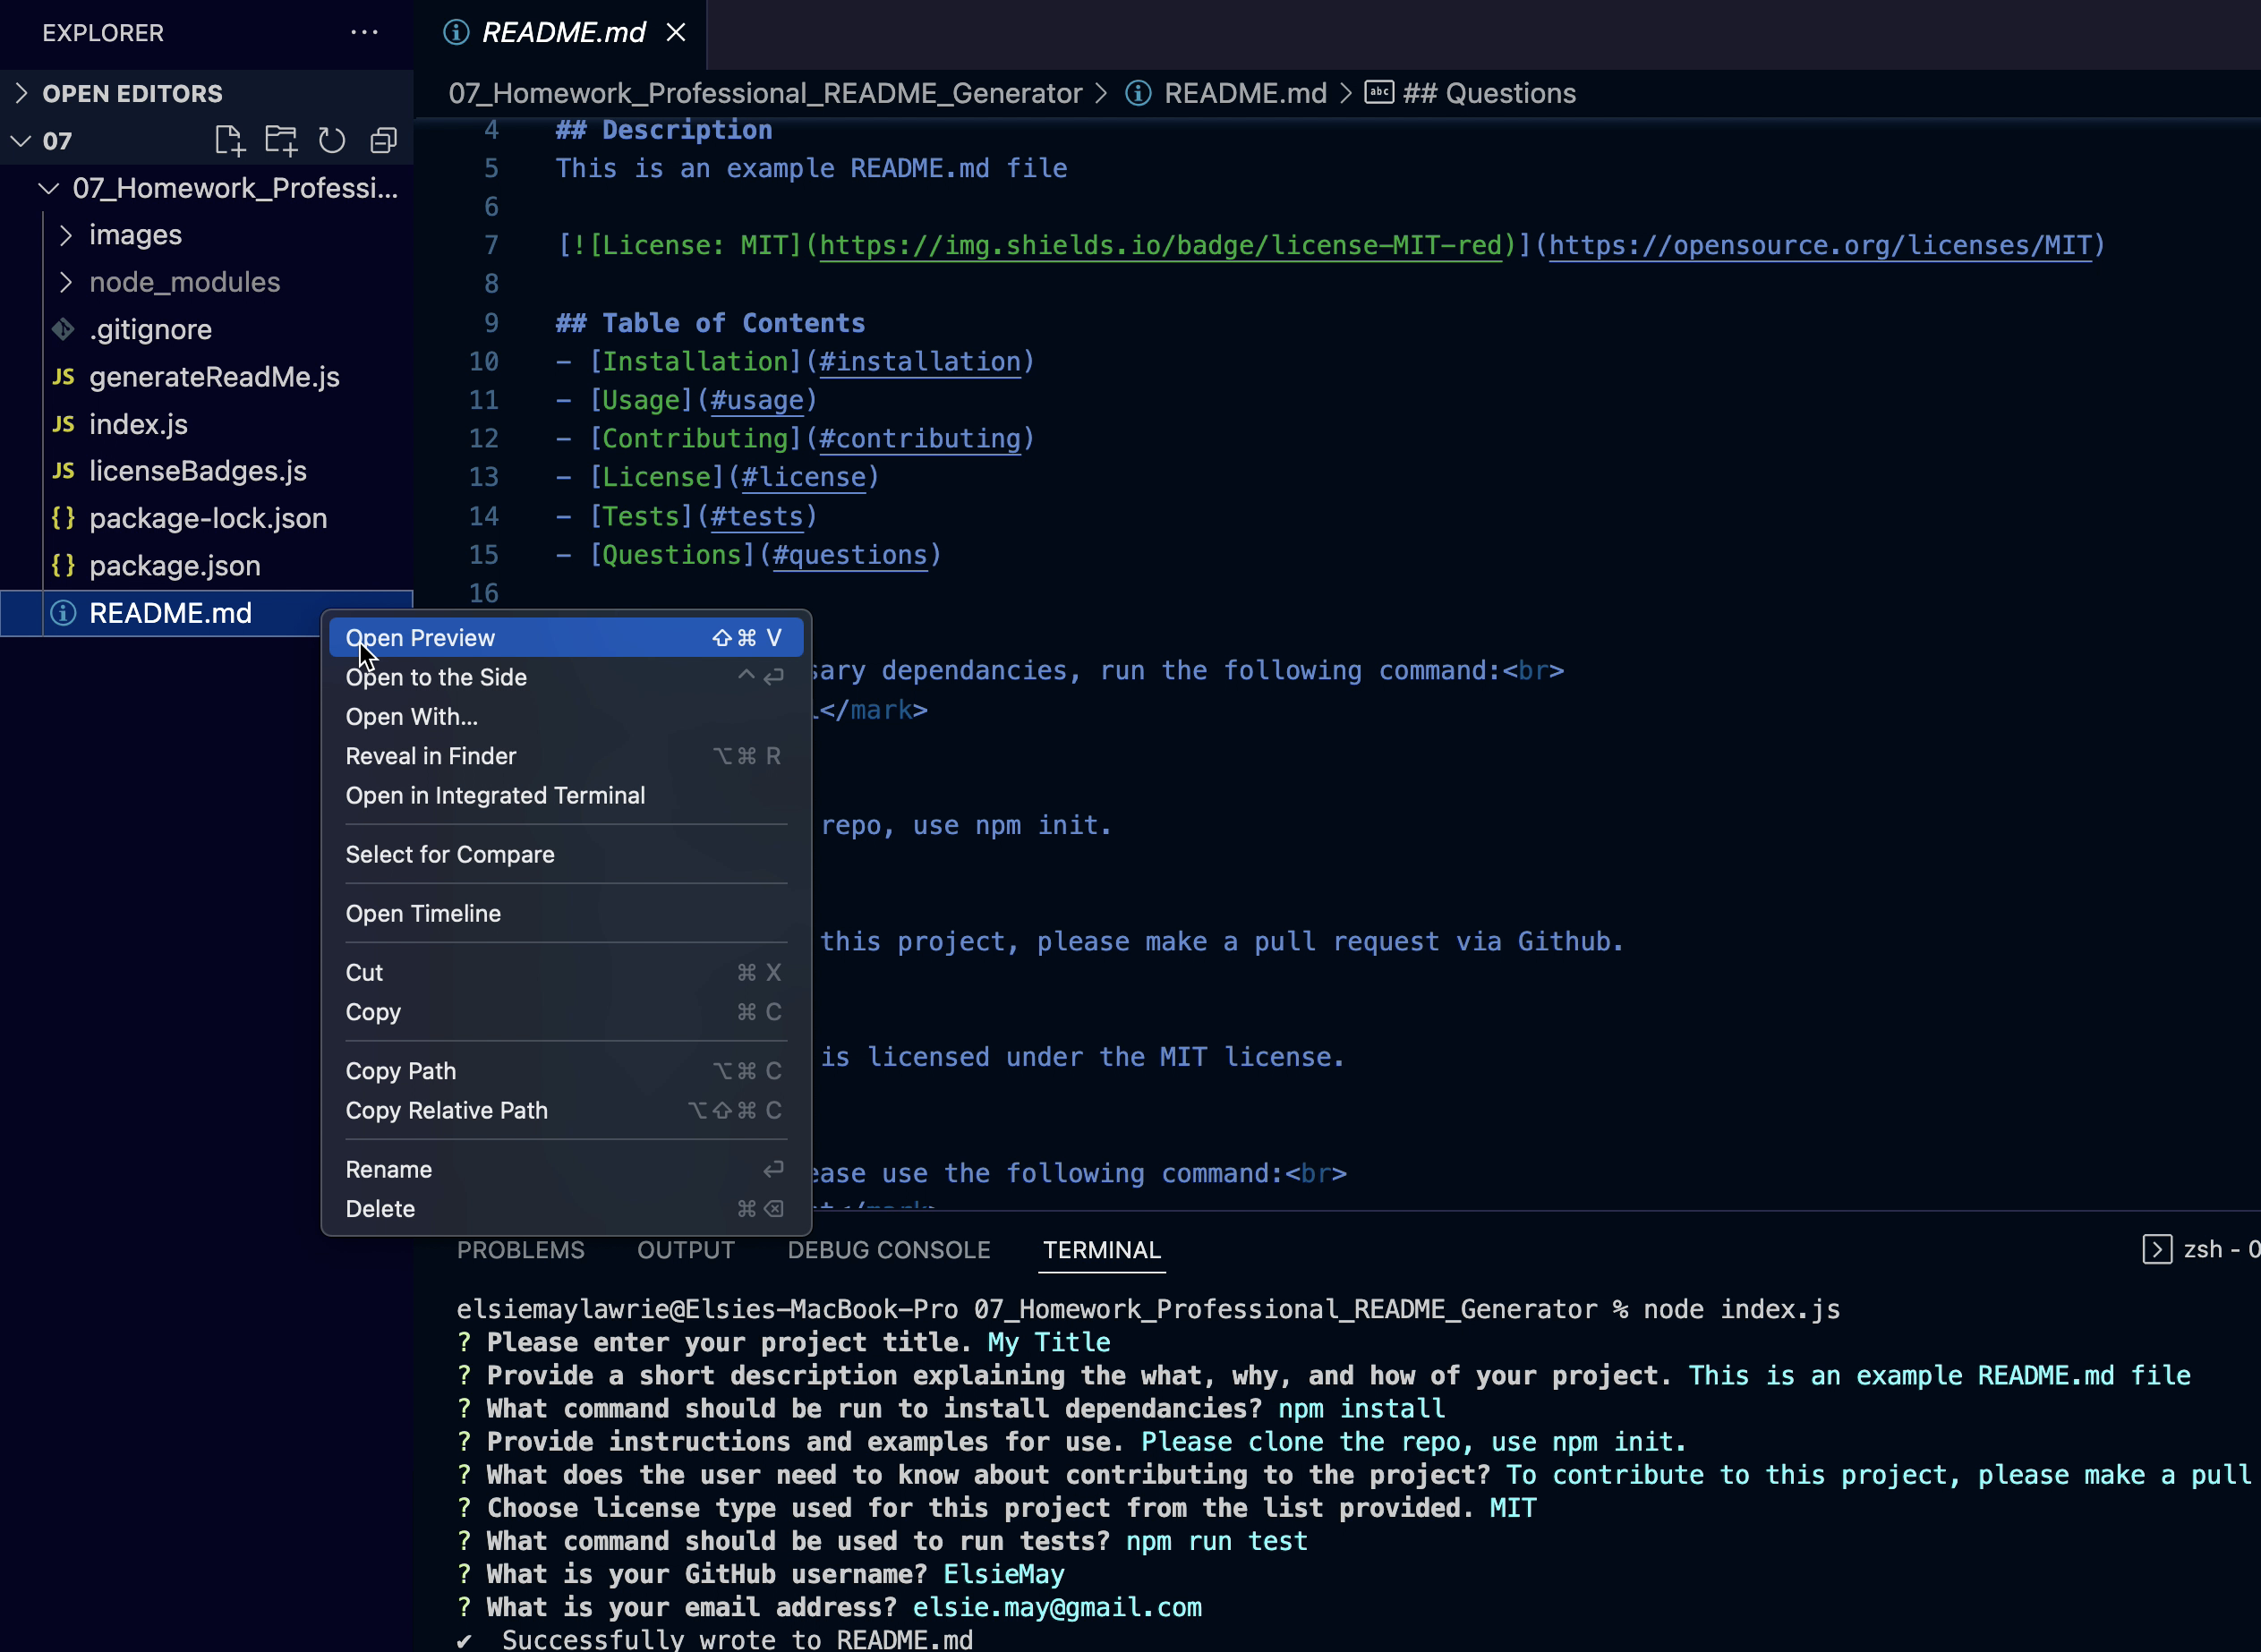 EXPLORER
OPEN EDITORS
07
07_Homework_Professi...
images
node_modules
.gitignore
JS generateReadMe.js
JS index.js
JS licenseBadges.js
{} package-lock.json
{} package.json
README.md
README.md
07_Homework_Professional_README_Generator > README.md > abc ## Questions
4 ## Description
5 This is an example README.md file
6
7 [![License: MIT](https://img.shields.io/badge/license-MIT-red)](https://opensource.org/licenses/MIT)
8
9 ## Table of Contents
10 - [Installation](#installation)
11 - [Usage](#usage)
12 - [Contributing](#contributing)
13 - [License](#license)
14 - [Tests](#tests)
15 - [Questions](#questions)
16
sary dependancies, run the following command:<br>
</mark>
repo, use npm init.
this project, please make a pull request via Github.
is licensed under the MIT license.
ease use the following command:<br>
Open Preview ⇧⌘ V
Open to the Side ^ ⏎
Open With...
Reveal in Finder ⌥⌘ R
Open in Integrated Terminal
Select for Compare
Open Timeline
Cut ⌘ X
Copy ⌘ C
Copy Path ⌥⌘ C
Copy Relative Path ⌥⇧⌘ C
Rename ⏎
Delete ⌘ ⌫
PROBLEMS OUTPUT DEBUG CONSOLE TERMINAL
zsh - 0
elsiemaylawrie@Elsies-MacBook-Pro 07_Homework_Professional_README_Generator % node index.js
? Please enter your project title. My Title
? Provide a short description explaining the what, why, and how of your project. This is an example README.md file
? What command should be run to install dependancies? npm install
? Provide instructions and examples for use. Please clone the repo, use npm init.
? What does the user need to know about contributing to the project? To contribute to this project, please make a pull
? Choose license type used for this project from the list provided. MIT
? What command should be used to run tests? npm run test
? What is your GitHub username? ElsieMay
? What is your email address? elsie.may@gmail.com
✔ Successfully wrote to README.md